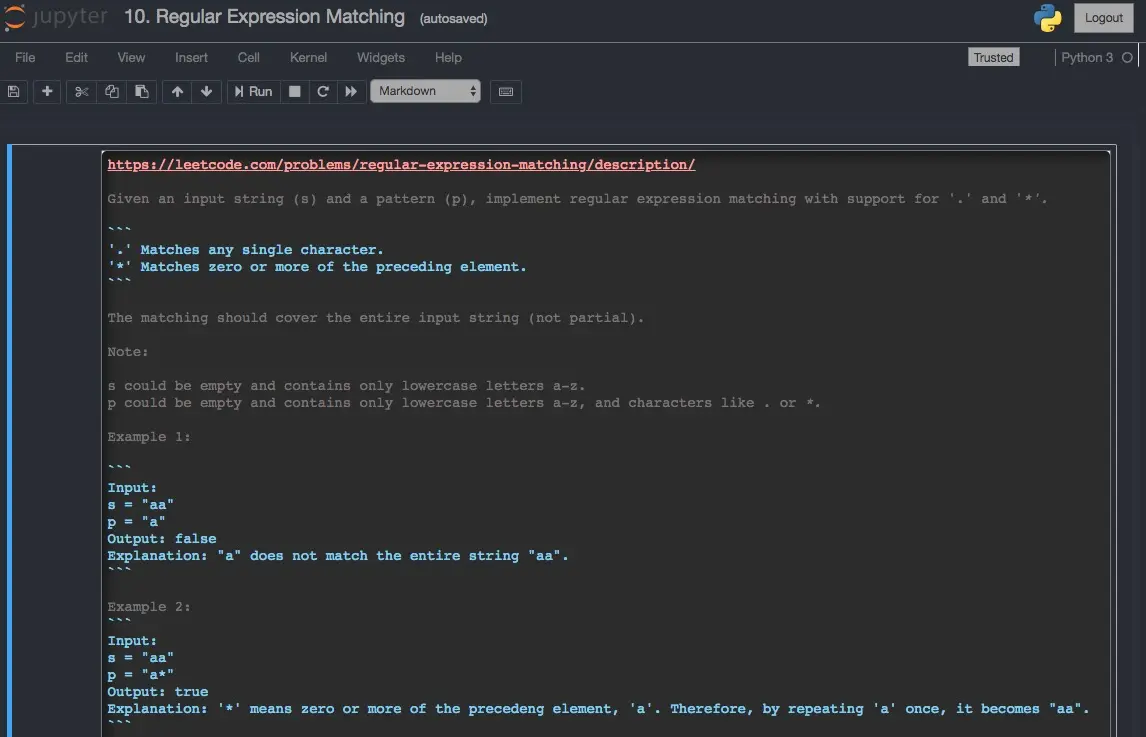 jupyter 10. Regular Expression Matching (autosaved) Logout
File Edit View Insert Cell Kernel Widgets Help Trusted Python 3
Run Markdown
https://leetcode.com/problems/regular-expression-matching/description/
Given an input string (s) and a pattern (p), implement regular expression matching with support for '.' and '*'.
```
'.' Matches any single character.
'*' Matches zero or more of the preceding element.
```
The matching should cover the entire input string (not partial).
Note:
s could be empty and contains only lowercase letters a-z.
p could be empty and contains only lowercase letters a-z, and characters like . or *.
Example 1:
```
Input:
s = "aa"
p = "a"
Output: false
Explanation: "a" does not match the entire string "aa".
```
Example 2:
```
Input:
s = "aa"
p = "a*"
Output: true
Explanation: '*' means zero or more of the precedeng element, 'a'. Therefore, by repeating 'a' once, it becomes "aa".
```